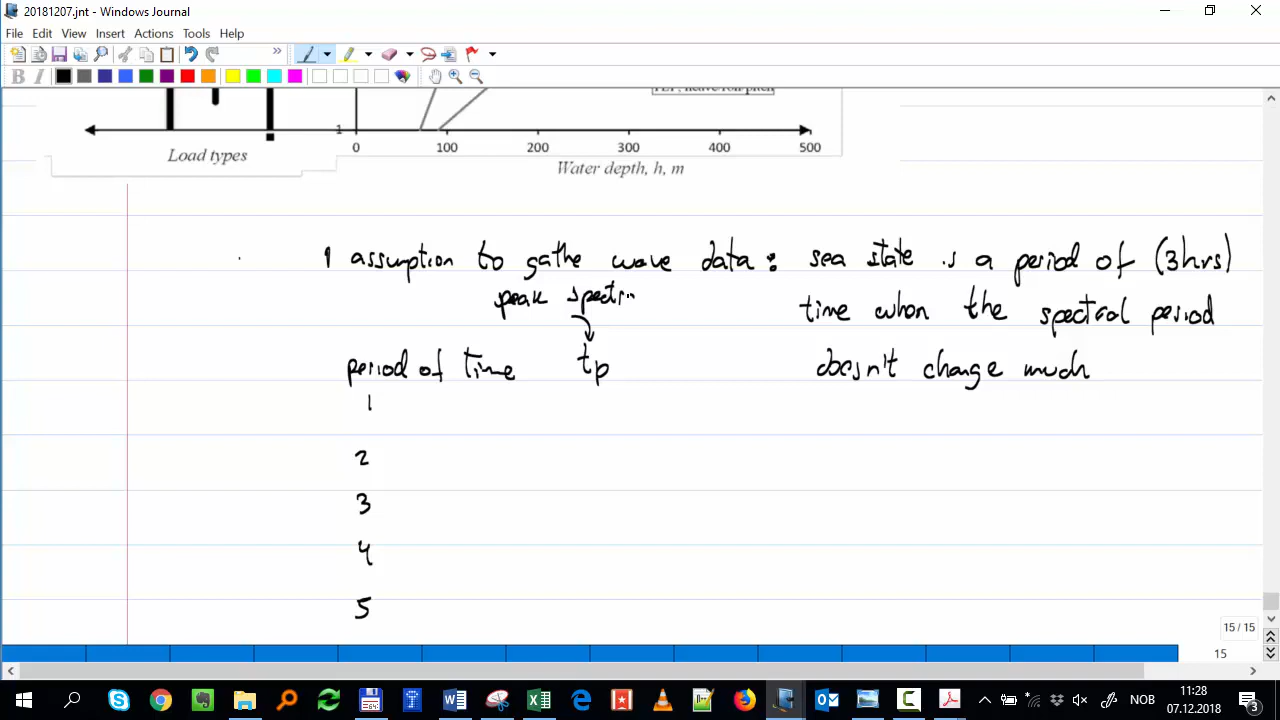 20181207.jnt - Windows Journal
File Edit View Insert Actions Tools Help
B I
1
0 100 200 300 400 500
Load types
Water depth, h, m
1 assumption to gathe wave data : sea state is a period of (3hrs)
peak spectr
time when the spectral period
period of time tp
doesn't change much
1
2
3
4
5
15 / 15
15
NOB
11:28
07.12.2018
3